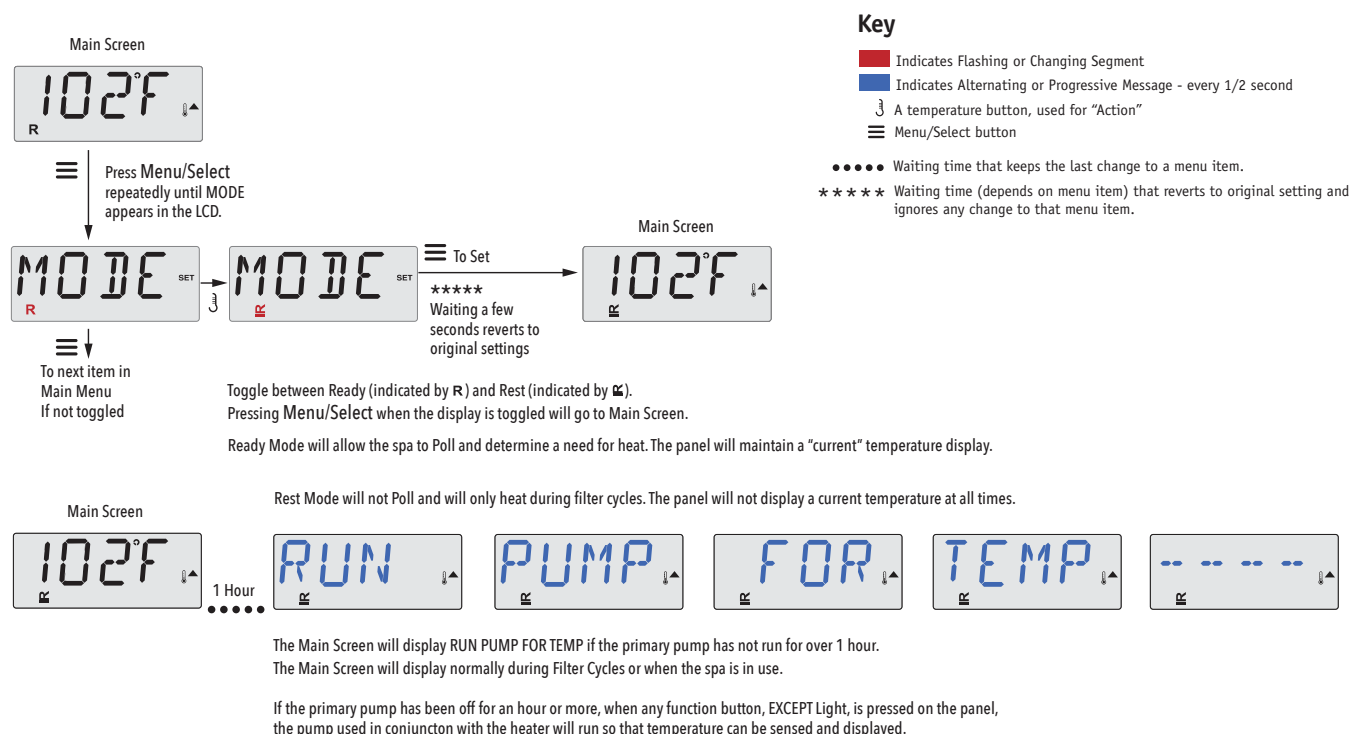 Main Screen
102°F
R
Press Menu/Select
repeatedly until MODE
appears in the LCD.
Key
Indicates Flashing or Changing Segment
Indicates Alternating or Progressive Message - every 1/2 second
A temperature button, used for “Action”
Menu/Select button
••••• Waiting time that keeps the last change to a menu item.
***** Waiting time (depends on menu item) that reverts to original setting and
ignores any change to that menu item.
MODE SET
R
MODE SET
R
To Set
*****
Waiting a few
seconds reverts to
original settings
Main Screen
102°F
R
To next item in
Main Menu
If not toggled
Toggle between Ready (indicated by R) and Rest (indicated by R).
Pressing Menu/Select when the display is toggled will go to Main Screen.
Ready Mode will allow the spa to Poll and determine a need for heat. The panel will maintain a “current“ temperature display.
Rest Mode will not Poll and will only heat during filter cycles. The panel will not display a current temperature at all times.
Main Screen
102°F
R
1 Hour
•••••
RUN
R
PUMP
R
FOR
R
TEMP
R
-- -- -- --
R
The Main Screen will display RUN PUMP FOR TEMP if the primary pump has not run for over 1 hour.
The Main Screen will display normally during Filter Cycles or when the spa is in use.
If the primary pump has been off for an hour or more, when any function button, EXCEPT Light, is pressed on the panel,
the pump used in conjuncton with the heater will run so that temperature can be sensed and displayed.